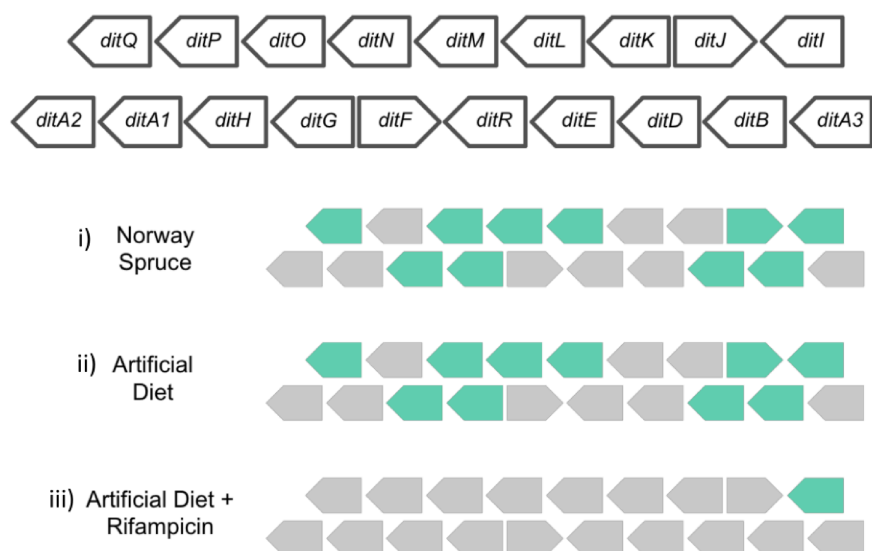 ditQ ditP ditO ditN ditM ditL ditK ditJ ditI
ditA2 ditA1 ditH ditG ditF ditR ditE ditD ditB ditA3
i) Norway
Spruce
ii) Artificial
Diet
iii) Artificial Diet +
Rifampicin